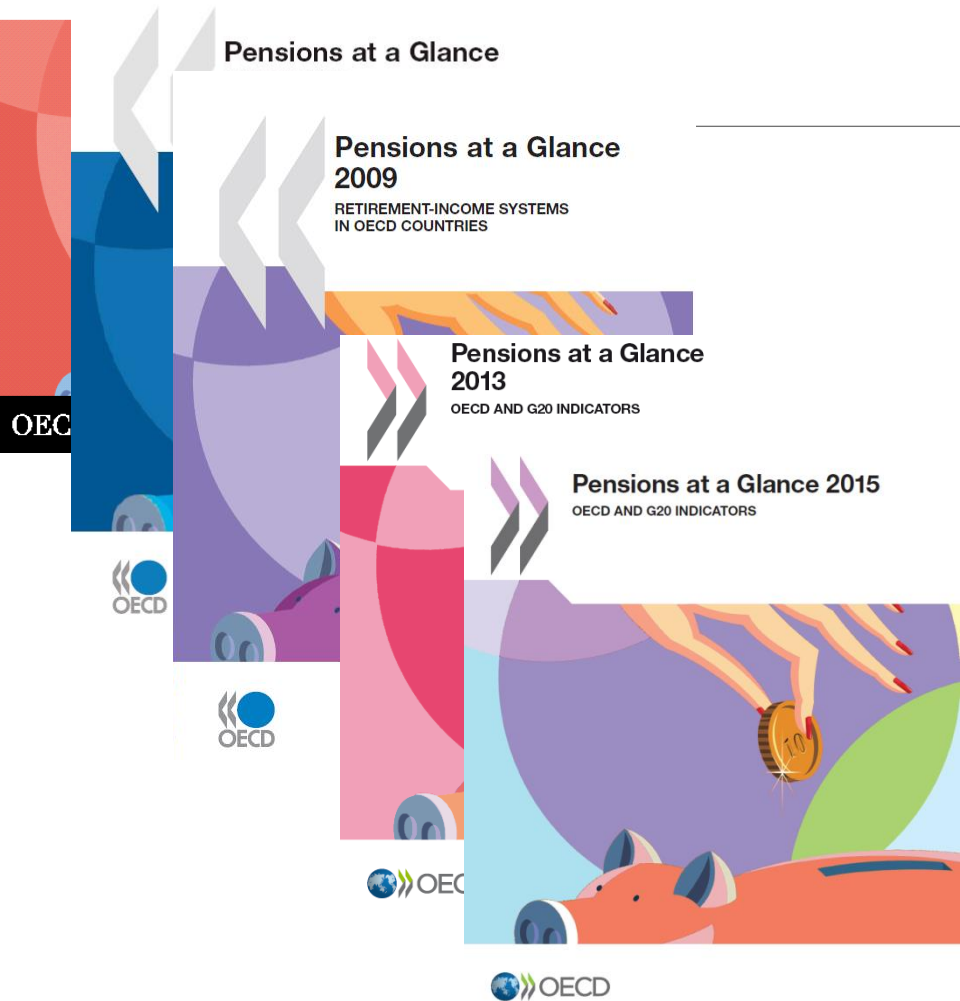 Pensions at a Glance
Pensions at a Glance
2009
RETIREMENT-INCOME SYSTEMS
IN OECD COUNTRIES
Pensions at a Glance
2013
OECD AND G20 INDICATORS
OEC
Pensions at a Glance 2015
OECD AND G20 INDICATORS
OECD
OECD
10
OEC
OECD